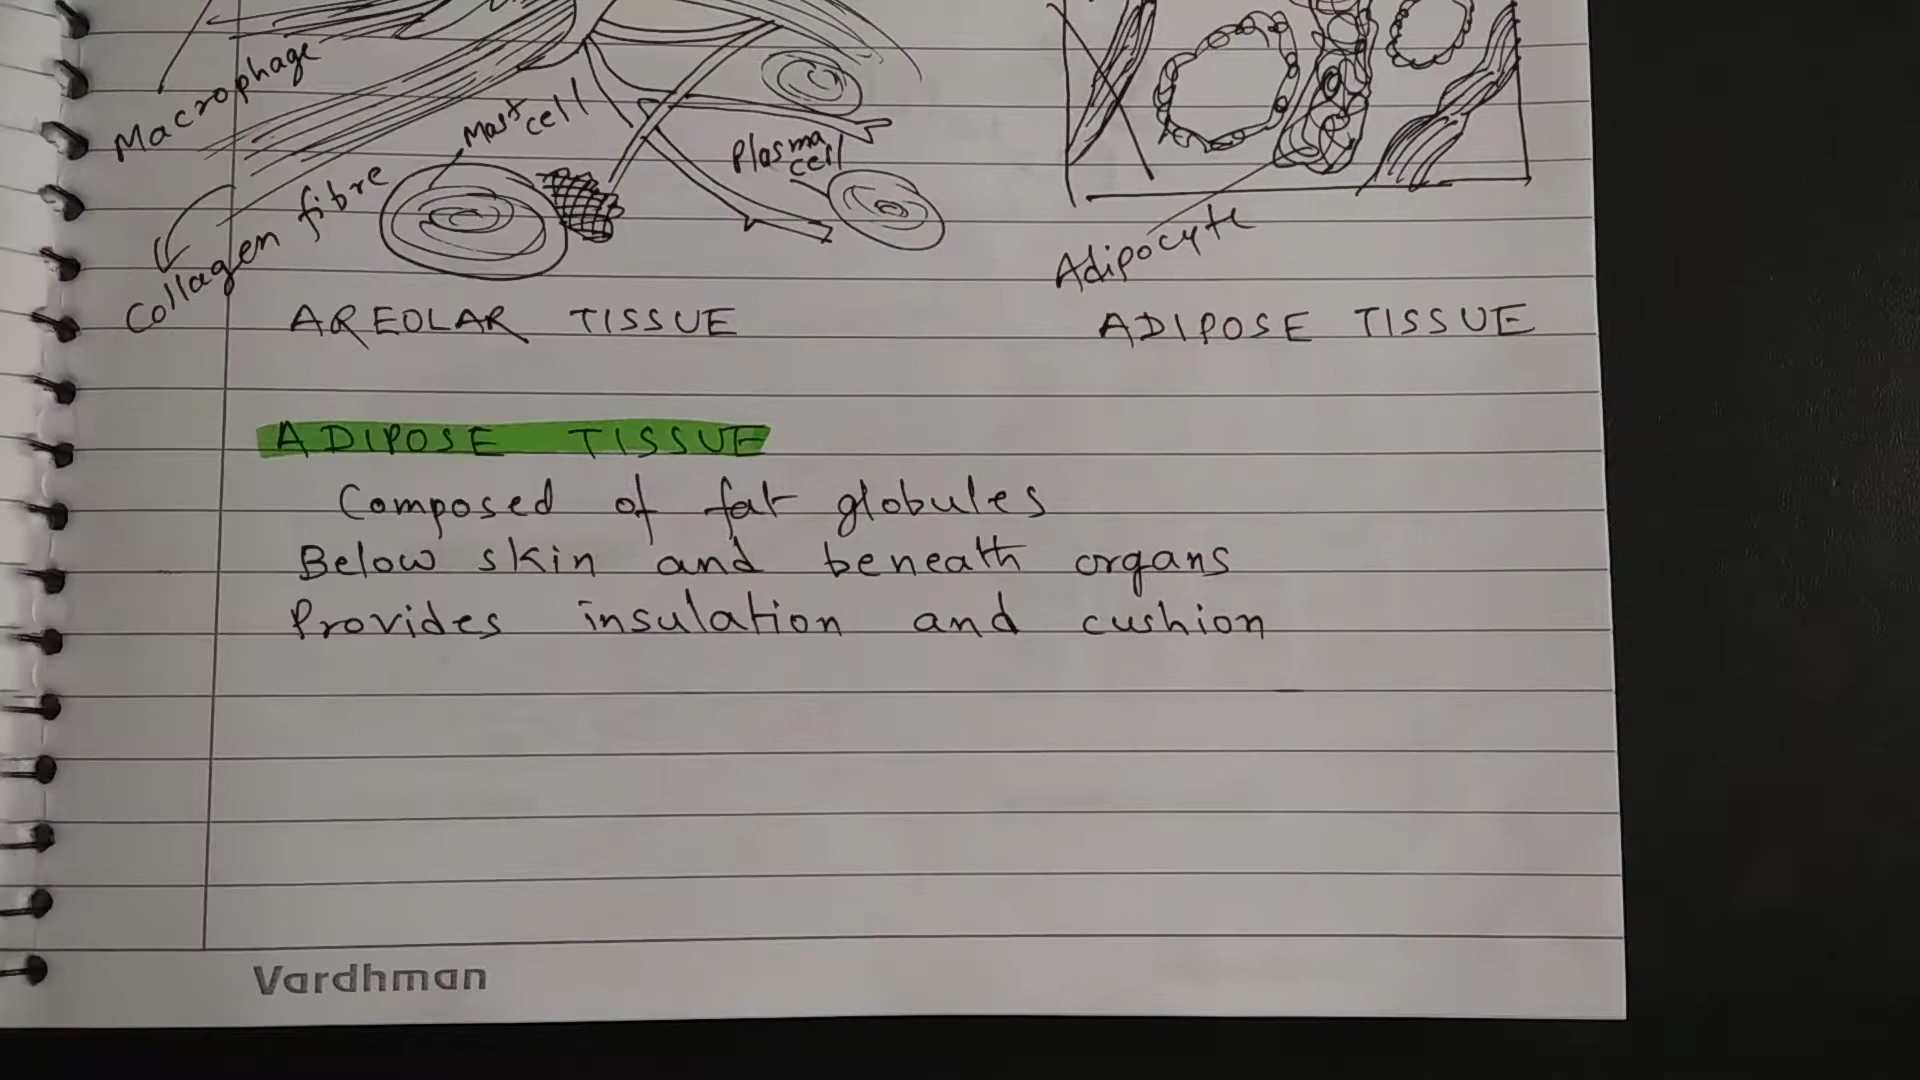 Macrophage
Mast cell
Plasma cell
Collagen fibre
Adipocyte
AREOLAR TISSUE
ADIPOSE TISSUE
ADIPOSE TISSUE
Composed of fat globules
Below skin and beneath organs
Provides insulation and cushion
Vardhman